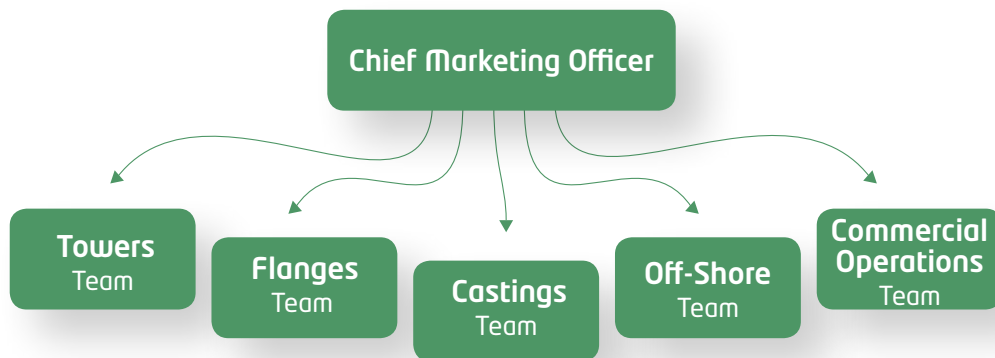 Chief Marketing Officer
Towers
Team
Flanges
Team
Castings
Team
Off-Shore
Team
Commercial
Operations
Team